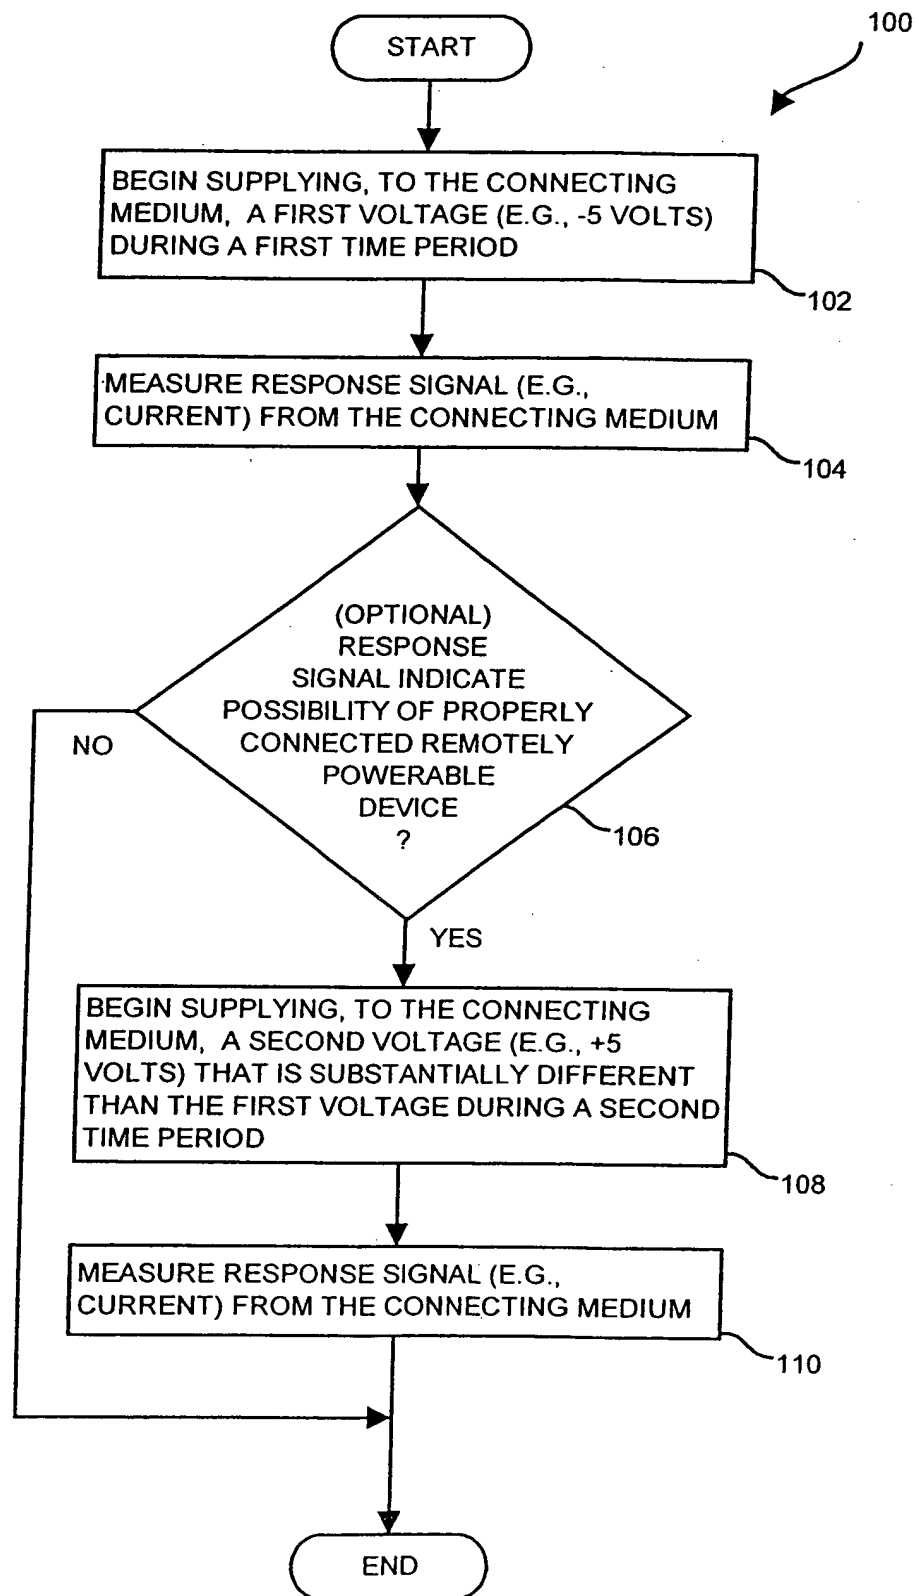 START
100
BEGIN SUPPLYING, TO THE CONNECTING
MEDIUM, A FIRST VOLTAGE (E.G., -5 VOLTS)
DURING A FIRST TIME PERIOD
102
MEASURE RESPONSE SIGNAL (E.G.,
CURRENT) FROM THE CONNECTING MEDIUM
104
(OPTIONAL)
RESPONSE
SIGNAL INDICATE
POSSIBILITY OF PROPERLY
CONNECTED REMOTELY
POWERABLE
DEVICE
?
NO
106
YES
BEGIN SUPPLYING, TO THE CONNECTING
MEDIUM, A SECOND VOLTAGE (E.G., +5
VOLTS) THAT IS SUBSTANTIALLY DIFFERENT
THAN THE FIRST VOLTAGE DURING A SECOND
TIME PERIOD
108
MEASURE RESPONSE SIGNAL (E.G.,
CURRENT) FROM THE CONNECTING MEDIUM
110
END